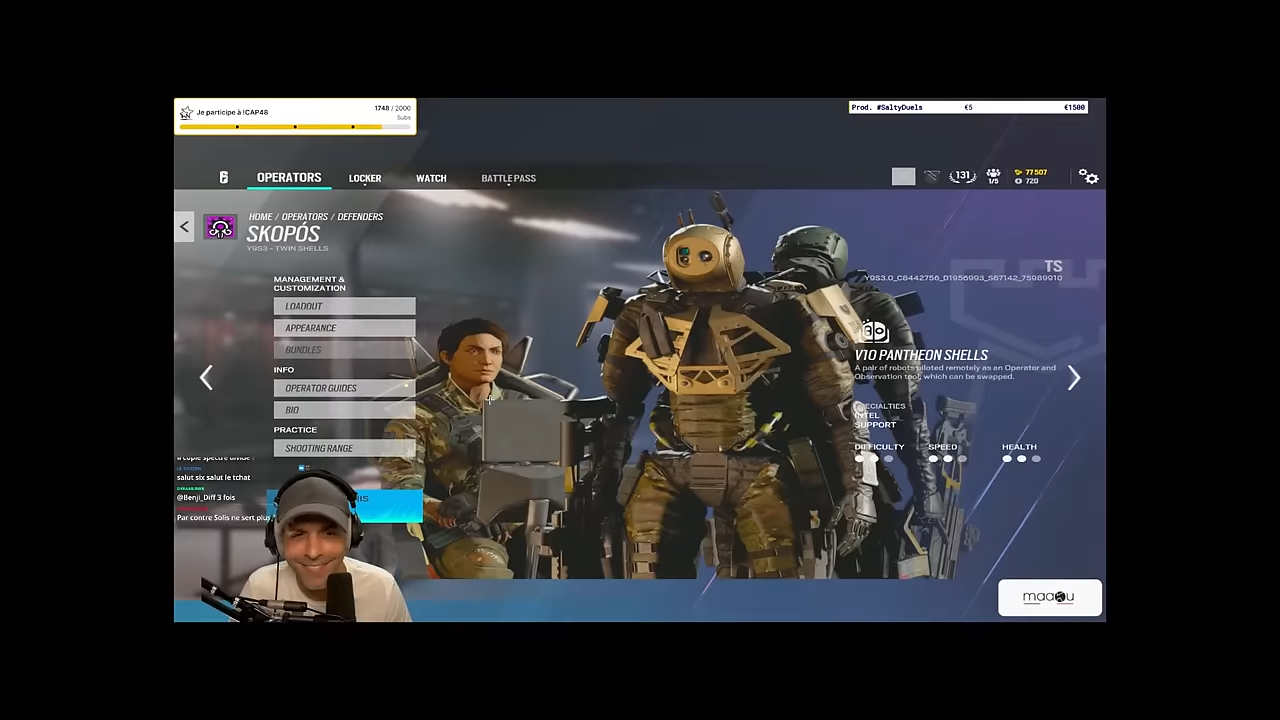 Je participe à !CAP48
1748 / 2000
Subs
Prod. #SaltyDuels €5 €1500
OPERATORS LOCKER WATCH BATTLE PASS
131
1/5
77 507
720
HOME / OPERATORS / DEFENDERS
SKOPÓS
Y9S3 - TWIN SHELLS
MANAGEMENT &
CUSTOMIZATION
LOADOUT
APPEARANCE
BUNDLES
INFO
OPERATOR GUIDES
BIO
PRACTICE
SHOOTING RANGE
TS
Y9S3.0_C8442756_D1956993_S67142_75989910
V10 PANTHEON SHELLS
A pair of robots piloted remotely as an Operator and
Observation tool, which can be swapped.
SPECIALTIES
INTEL
SUPPORT
DIFFICULTY SPEED HEALTH
salut six salut le tchat
@Benji_Diff 3 fois
Par contre Solis ne sert plus
maaku